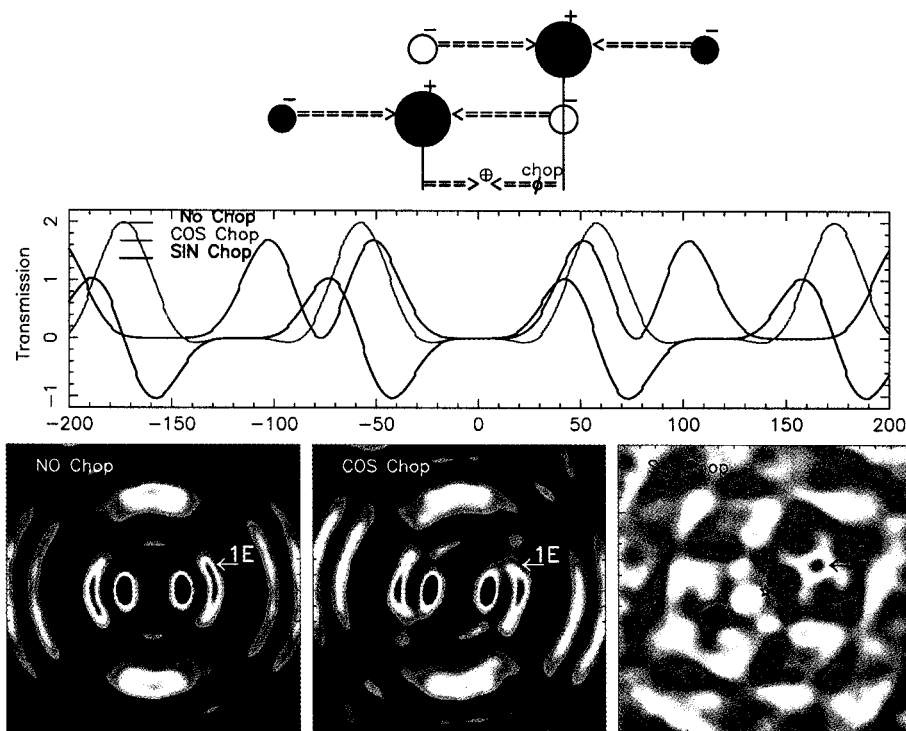 − + −
− + −
⊕ chop
ϕ
2
1
0
−1
Transmission
No Chop
COS Chop
SIN Chop
−200 −150 −100 −50 0 50 100 150 200
NO Chop
←1E
COS Chop
←1E
Chop
←